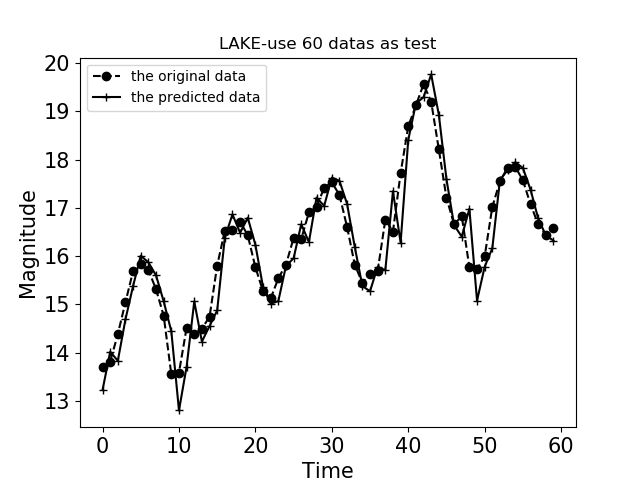 LAKE-use 60 datas as test
the original data
the predicted data
20
19
18
17
16
15
14
13
Magnitude
0 10 20 30 40 50 60
Time